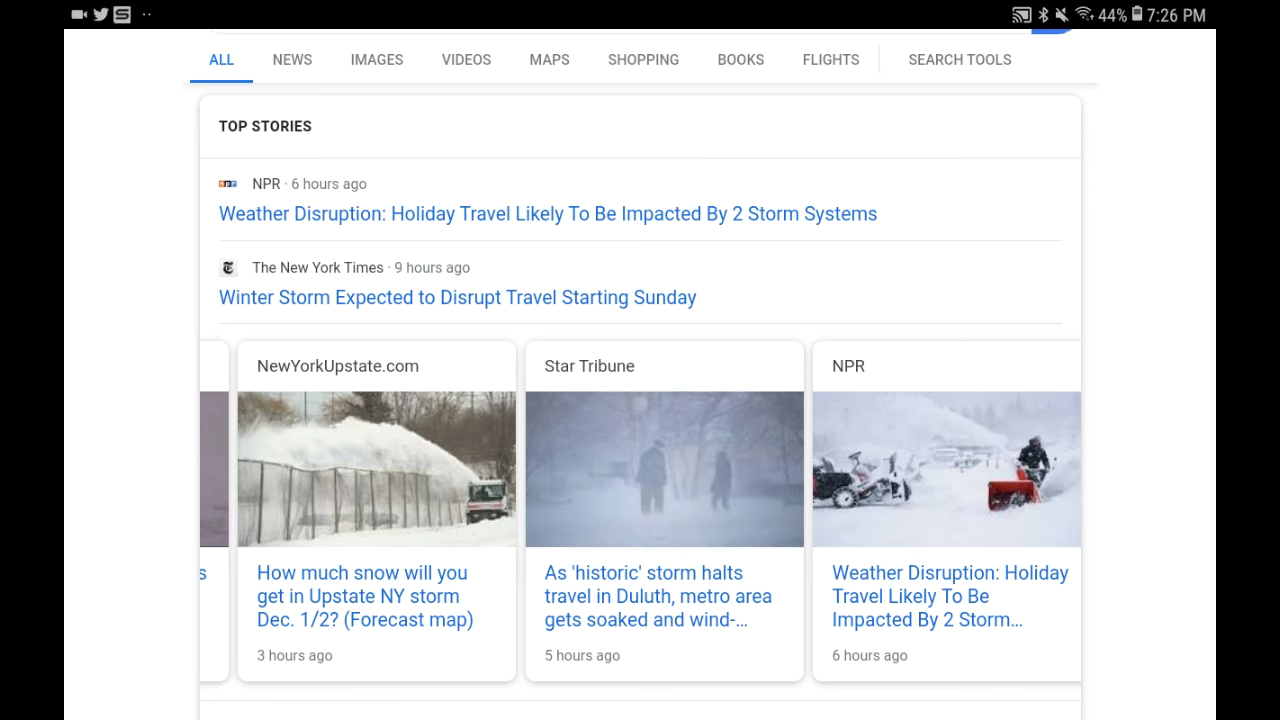 44% 7:26 PM
ALL NEWS IMAGES VIDEOS MAPS SHOPPING BOOKS FLIGHTS SEARCH TOOLS
TOP STORIES
NPR · 6 hours ago
Weather Disruption: Holiday Travel Likely To Be Impacted By 2 Storm Systems
The New York Times · 9 hours ago
Winter Storm Expected to Disrupt Travel Starting Sunday
s
NewYorkUpstate.com
How much snow will you
get in Upstate NY storm
Dec. 1/2? (Forecast map)
3 hours ago
Star Tribune
As 'historic' storm halts
travel in Duluth, metro area
gets soaked and wind-...
5 hours ago
NPR
Weather Disruption: Holiday
Travel Likely To Be
Impacted By 2 Storm...
6 hours ago